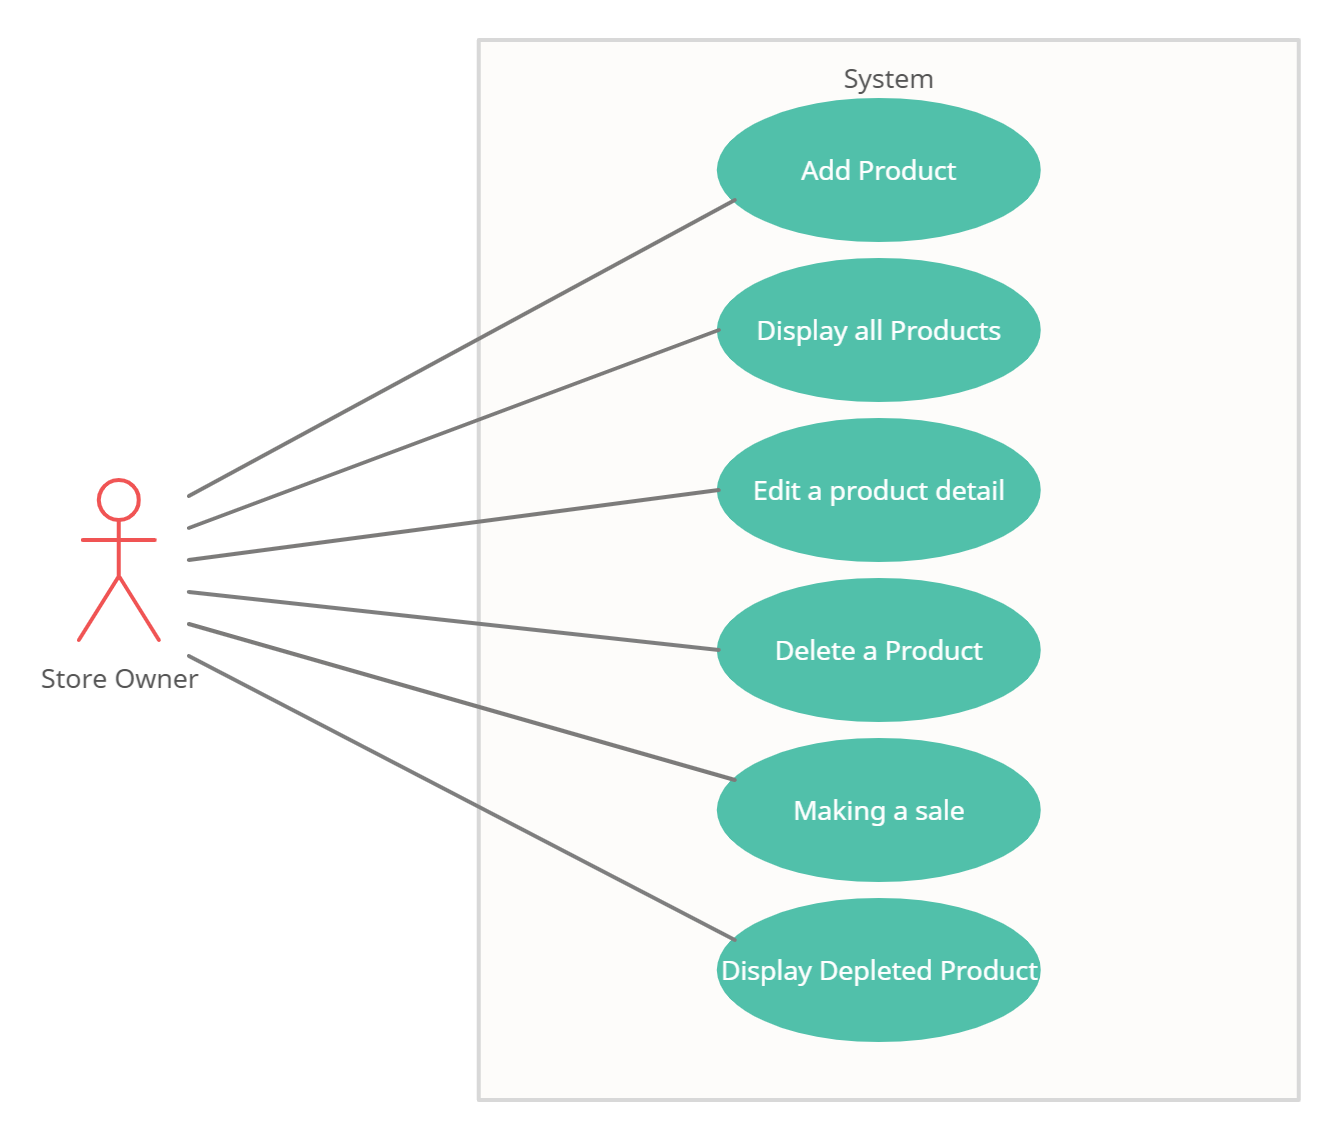 System
Add Product
Display all Products
Edit a product detail
Delete a Product
Store Owner
Making a sale
Display Depleted Product